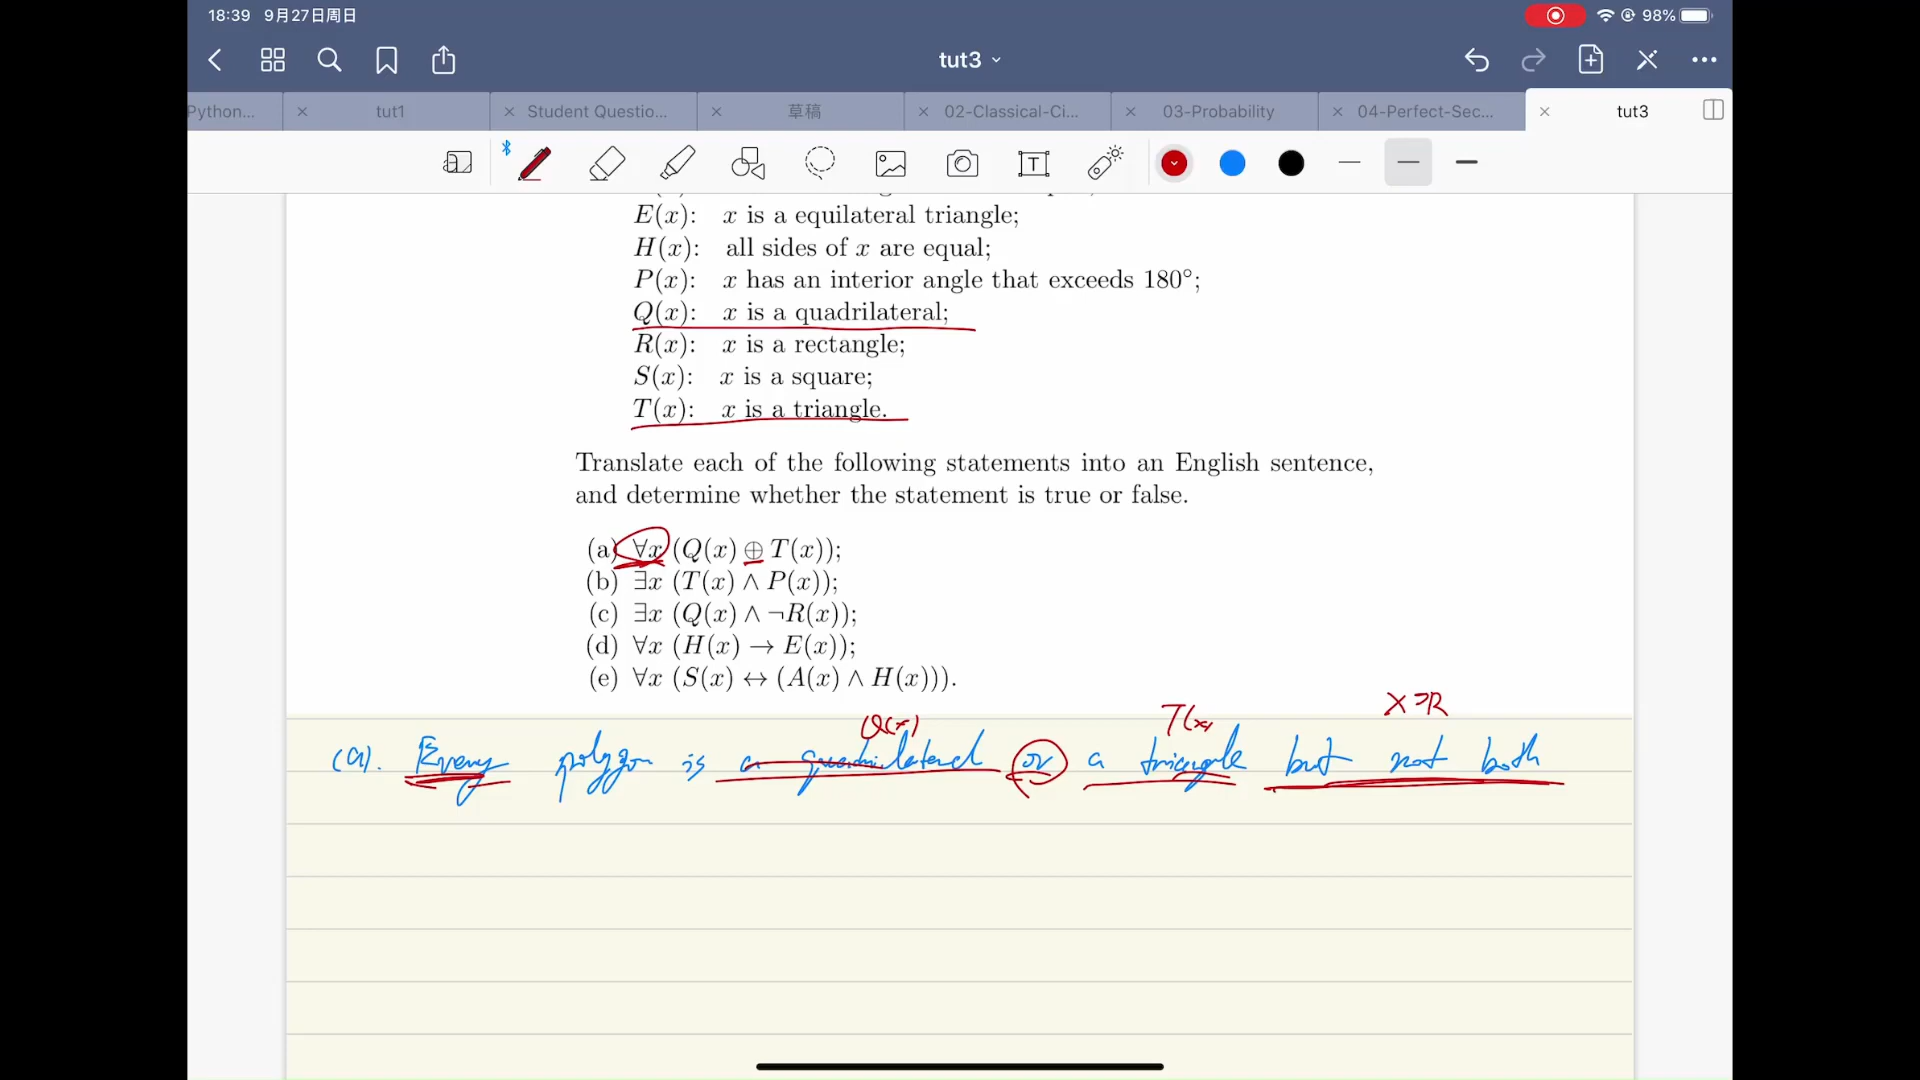 18:39 9月27日周日 98%
tut3
Python... tut1 Student Questio... 草稿 02-Classical-Ci... 03-Probability 04-Perfect-Sec... tut3
E(x): x is a equilateral triangle;
H(x): all sides of x are equal;
P(x): x has an interior angle that exceeds 180°;
Q(x): x is a quadrilateral;
R(x): x is a rectangle;
S(x): x is a square;
T(x): x is a triangle.
Translate each of the following statements into an English sentence,
and determine whether the statement is true or false.
(a) ∀x (Q(x) ⊕ T(x));
(b) ∃x (T(x) ∧ P(x));
(c) ∃x (Q(x) ∧ ¬R(x));
(d) ∀x (H(x) → E(x));
(e) ∀x (S(x) ↔ (A(x) ∧ H(x))).
Q(x) T(x)
(a). Every polygon is a quadrilateral or a triangle but not both